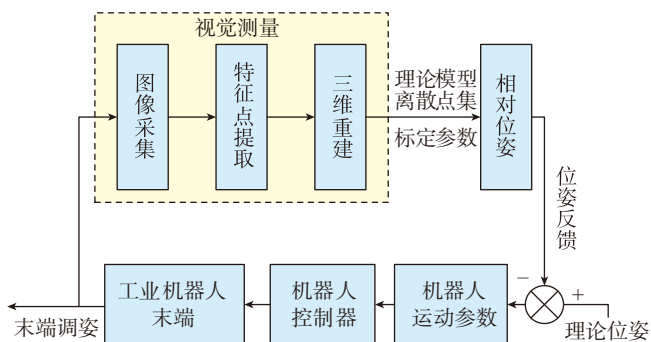 视觉测量
图像采集
特征点提取
三维重建
理论模型
离散点集
标定参数
相对位姿
位姿反馈
−
+
理论位姿
机器人
运动参数
机器人
控制器
工业机器人
末端
末端调姿